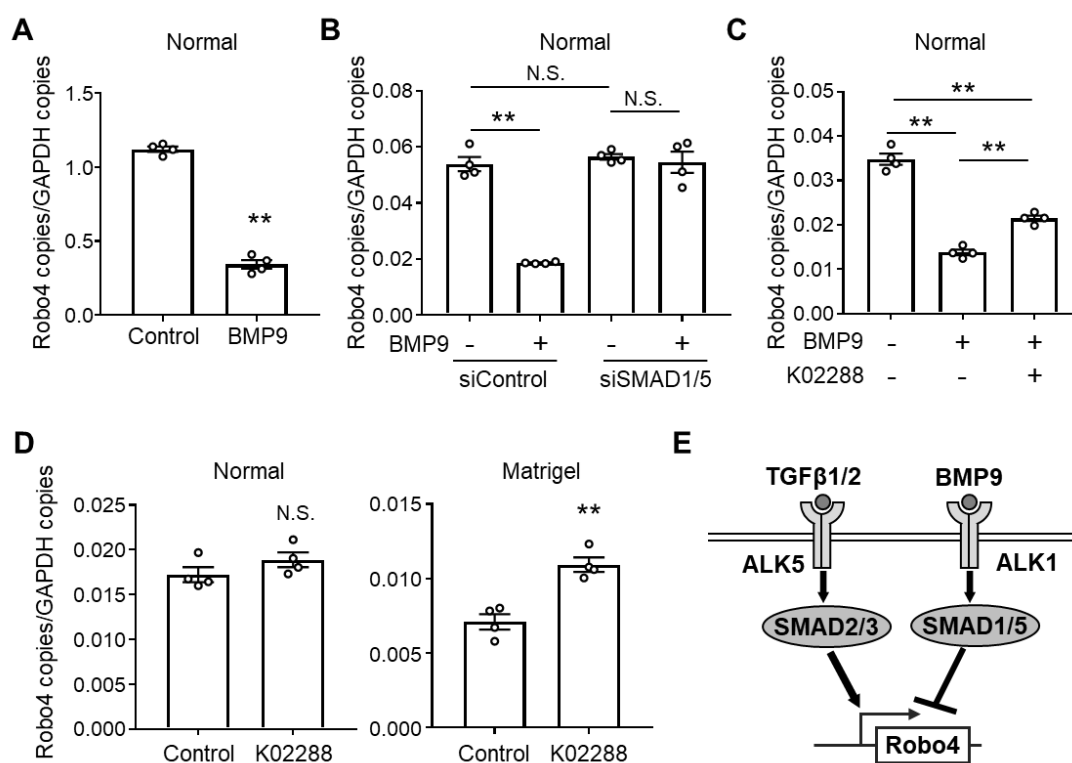 A
Normal
Robo4 copies/GAPDH copies
1.5
1.0
0.5
0.0
**
Control BMP9
B
Normal
Robo4 copies/GAPDH copies
0.08
0.06
0.04
0.02
0.00
N.S.
** N.S.
BMP9 - + - +
siControl siSMAD1/5
C
Normal
Robo4 copies/GAPDH copies
0.05
0.04
0.03
0.02
0.01
0.00
**
** **
BMP9 - + +
K02288 - - +
D
Normal
Robo4 copies/GAPDH copies
0.025
0.020
0.015
0.010
0.005
0.000
N.S.
Control K02288
Matrigel
0.015
0.010
0.005
0.000
**
Control K02288
E
TGFβ1/2 BMP9
ALK5 ALK1
SMAD2/3 SMAD1/5
Robo4